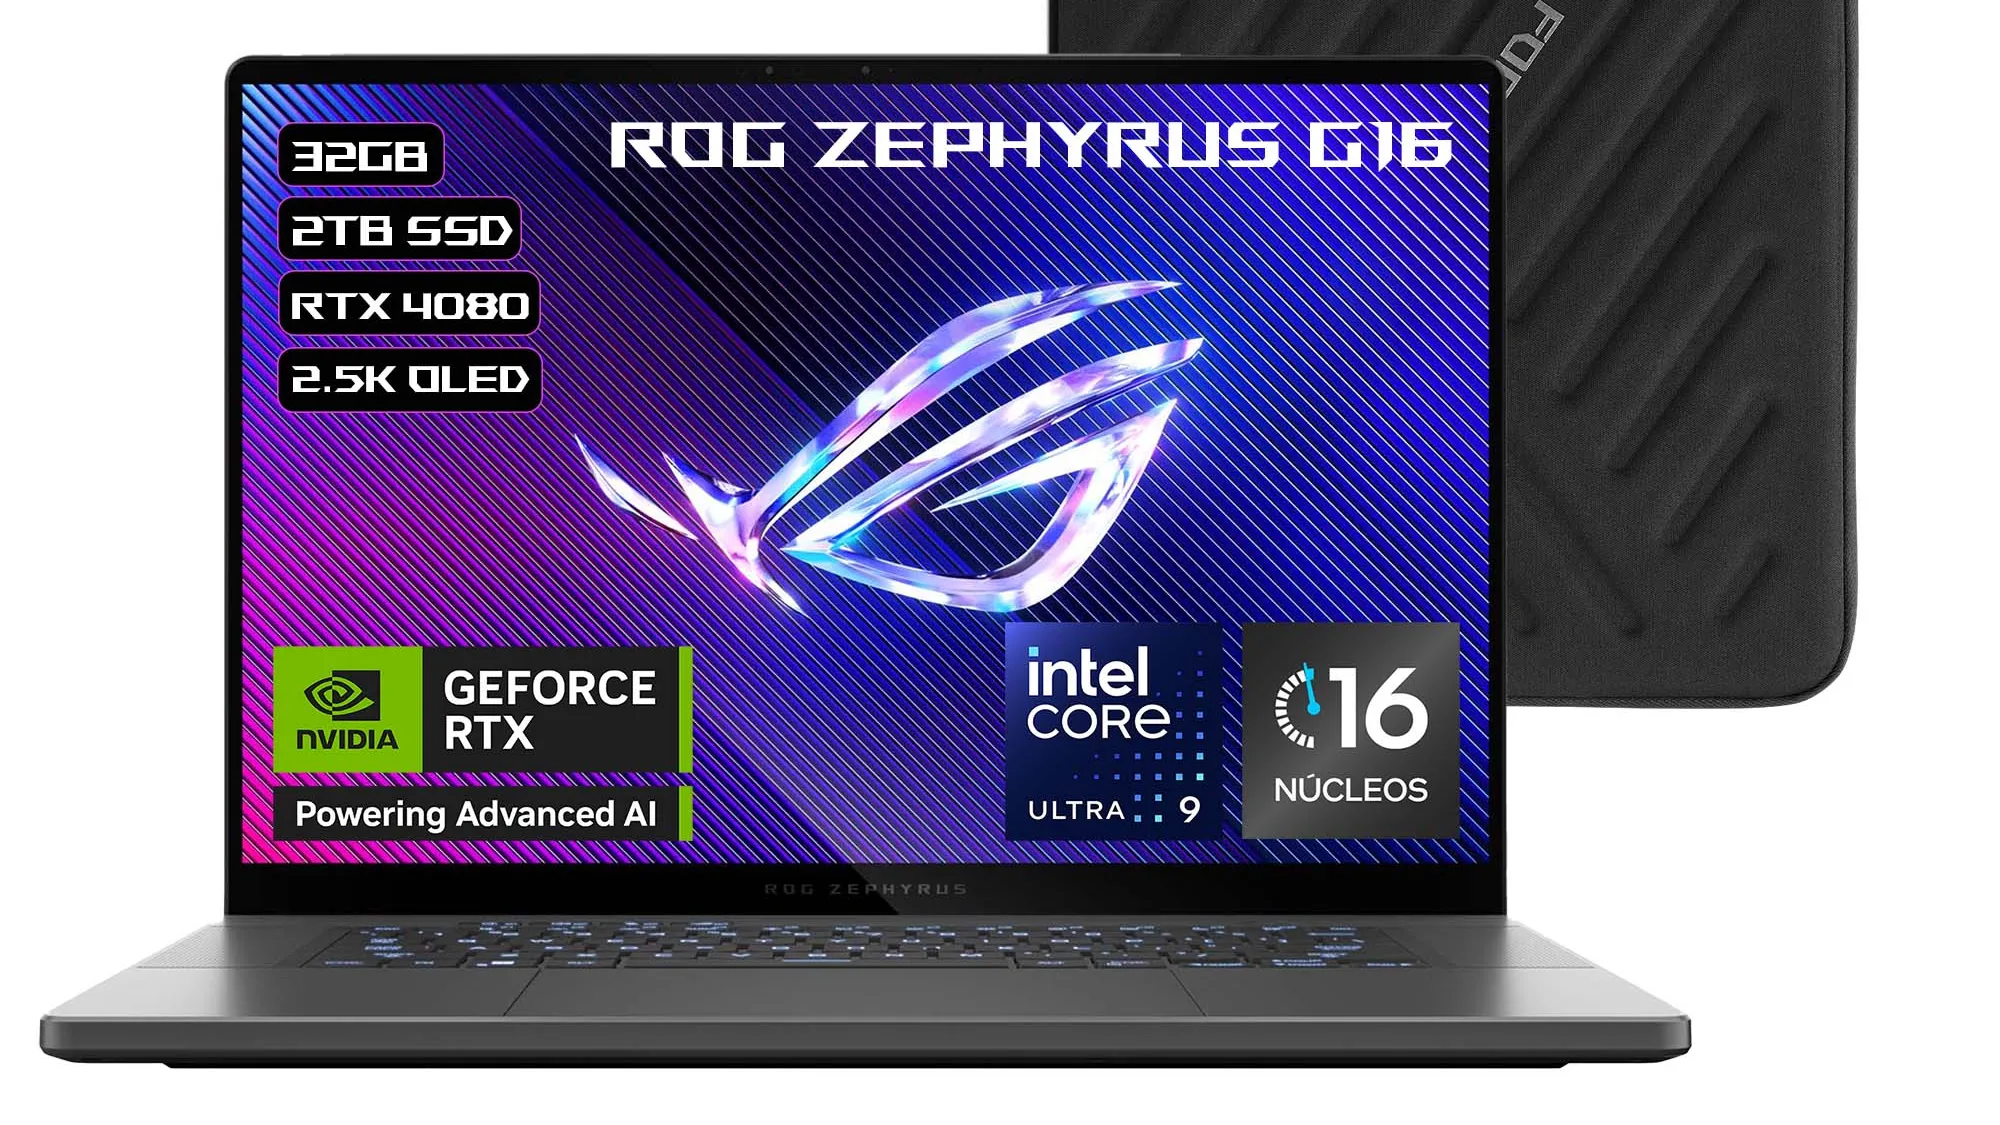 ROG ZEPHYRUS G16
32GB
2TB SSD
RTX 4080
2.5K OLED
NVIDIA
GEFORCE
RTX
Powering Advanced AI
intel
CORE
ULTRA 9
16
NÚCLEOS
ROG ZEPHYRUS